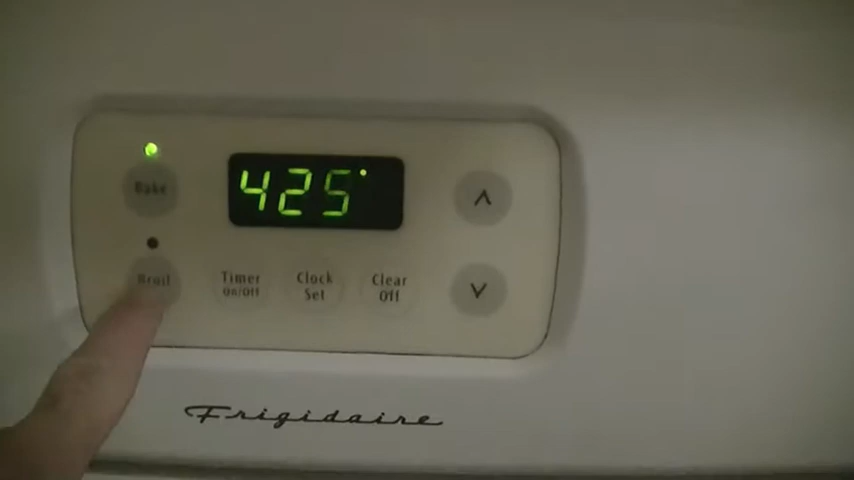 Bake
425°
Broil
Timer
On/Off
Clock
Set
Clear
Off
Frigidaire